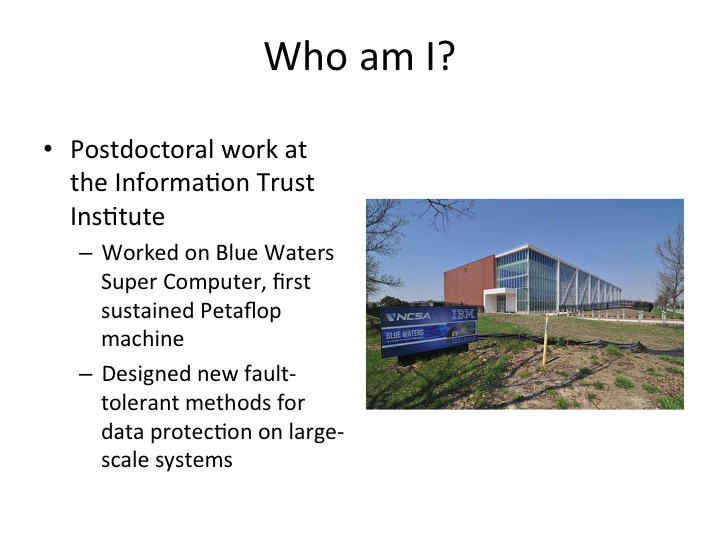 Who am I?
• Postdoctoral work at
the Information Trust
Institute
– Worked on Blue Waters
Super Computer, first
sustained Petaflop
machine
– Designed new fault-
tolerant methods for
data protection on large-
scale systems
NCSA IBM
BLUE WATERS